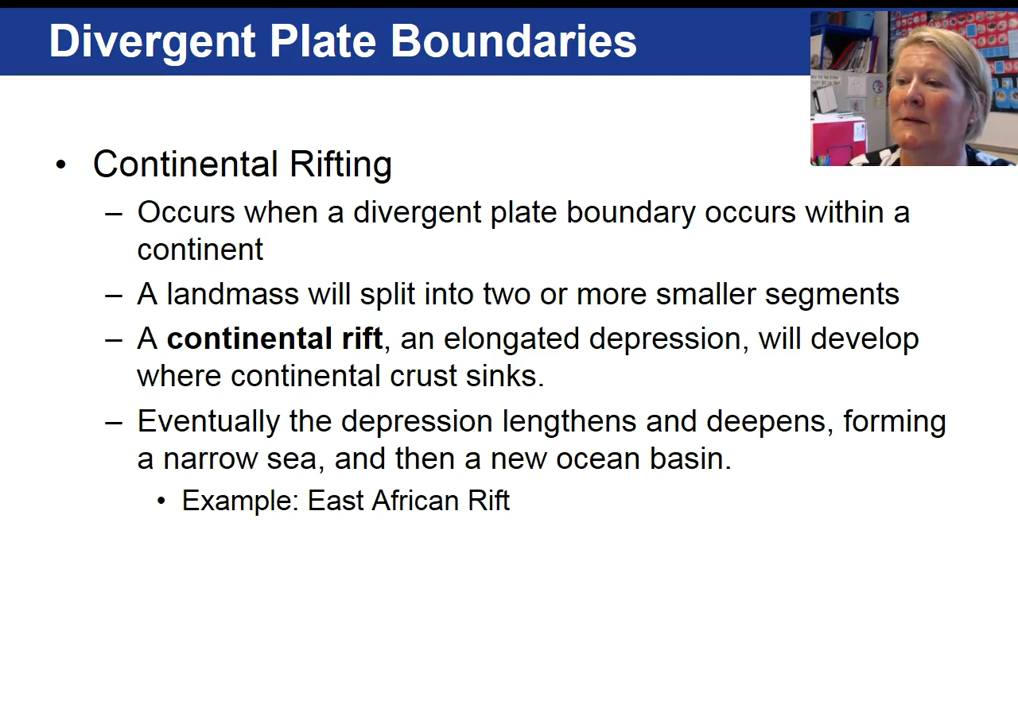 Divergent Plate Boundaries
• Continental Rifting
– Occurs when a divergent plate boundary occurs within a
continent
– A landmass will split into two or more smaller segments
– A continental rift, an elongated depression, will develop
where continental crust sinks.
– Eventually the depression lengthens and deepens, forming
a narrow sea, and then a new ocean basin.
• Example: East African Rift